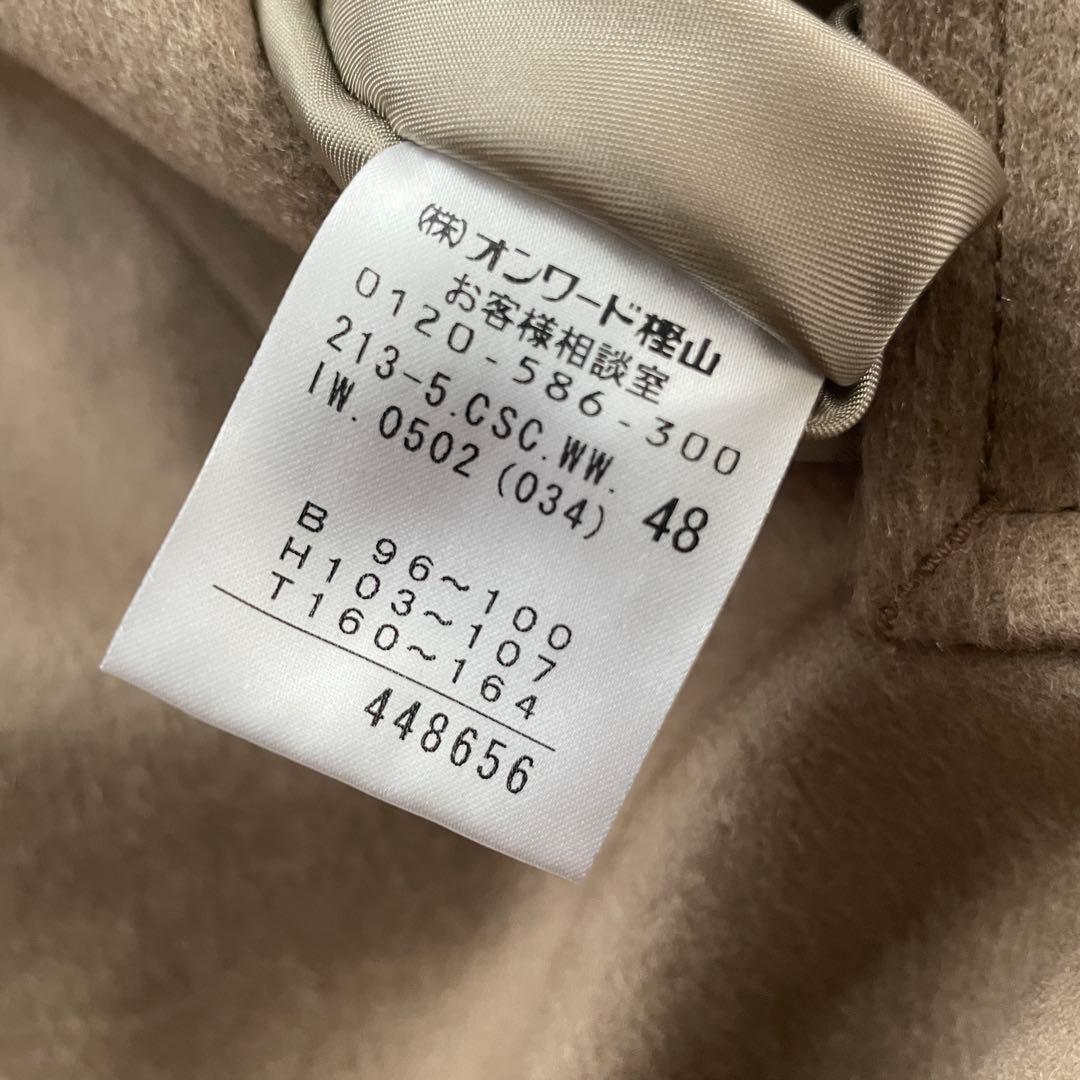 (株)オンワード樫山
お客様相談室
0120-586-300
213-5.CSC.WW.
IW.0502(034) 48
B 96~100
H103~107
T160~164
448656